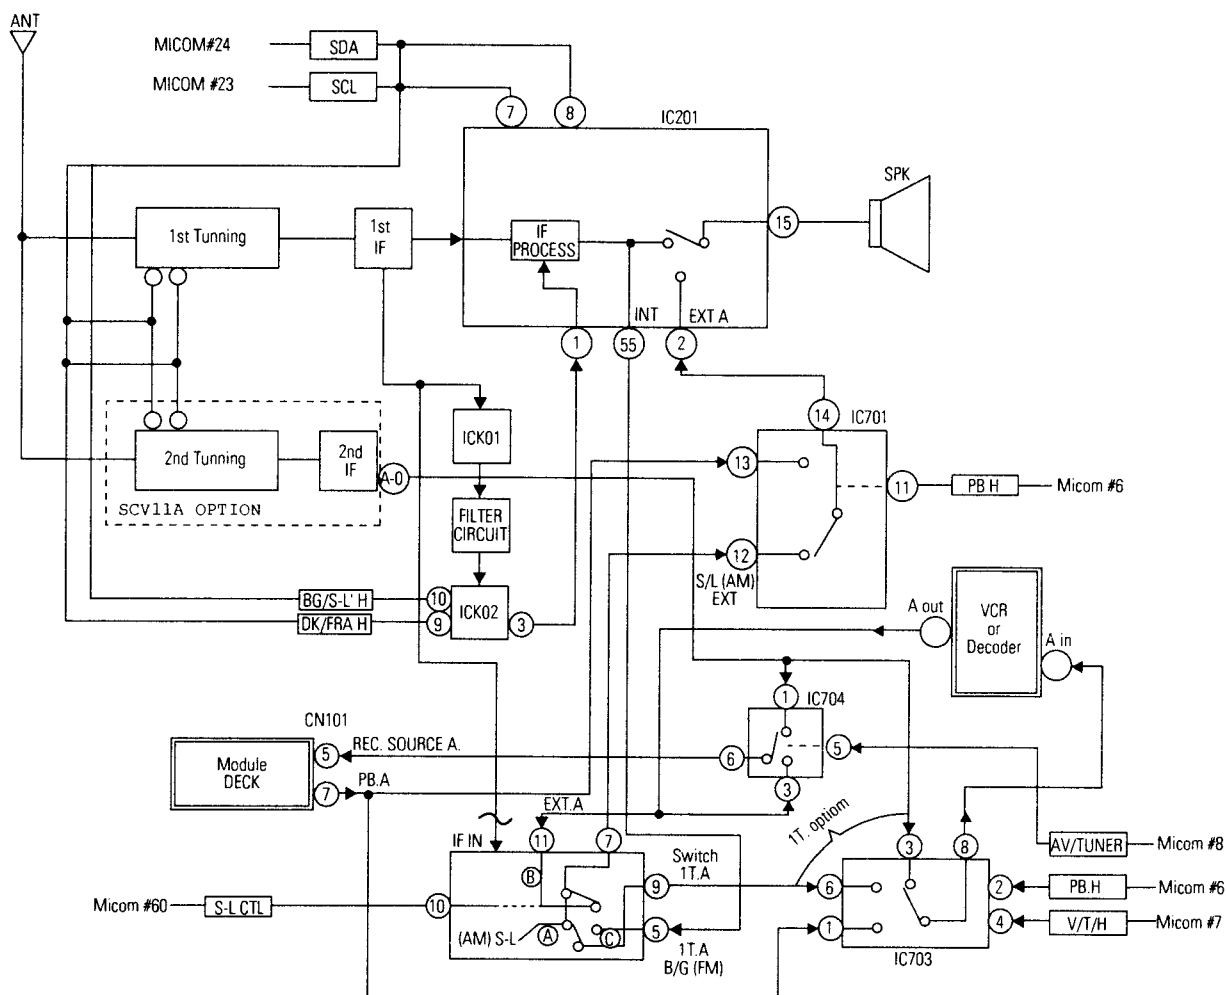 ANT
MICOM#24
SDA
MICOM #23
SCL
7
8
IC201
SPK
1st Tunning
1st
IF
IF
PROCESS
15
INT
EXT A
1
55
2
14
IC701
ICK01
2nd Tunning
2nd
IF
A-0
13
11
PB H
Micom #6
SCV11A OPTION
FILTER
CIRCUIT
12
S/L (AM)
EXT
BG/S-L' H
10
ICK02
DK/FRA H
9
3
A out
VCR
or
Decoder
A in
1
IC704
CN101
Module
DECK
5
REC. SOURCE A.
6
5
7
PB.A
3
EXT.A
1T. optiom
IF IN
11
7
Switch
1T.A
3
8
AV/TUNER
Micom #8
B
9
6
2
PB.H
Micom #6
Micom #60
S-L CTL
10
(AM) S-L
A
C
5
1
4
V/T/H
Micom #7
1T.A
B/G (FM)
IC703